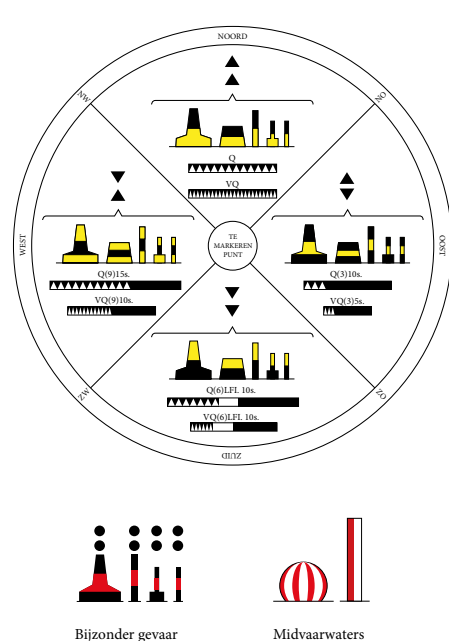 NOORD
NW
NO
Q
VQ
WEST
TE
MARKEREN
PUNT
OOST
Q(9)15s.
VQ(9)10s.
Q(3)10s.
VQ(3)5s.
Q(6)LFL 10s.
VQ(6)LFL 10s.
ZW
ZO
ZUID
Bijzonder gevaar
Midvaarwaters